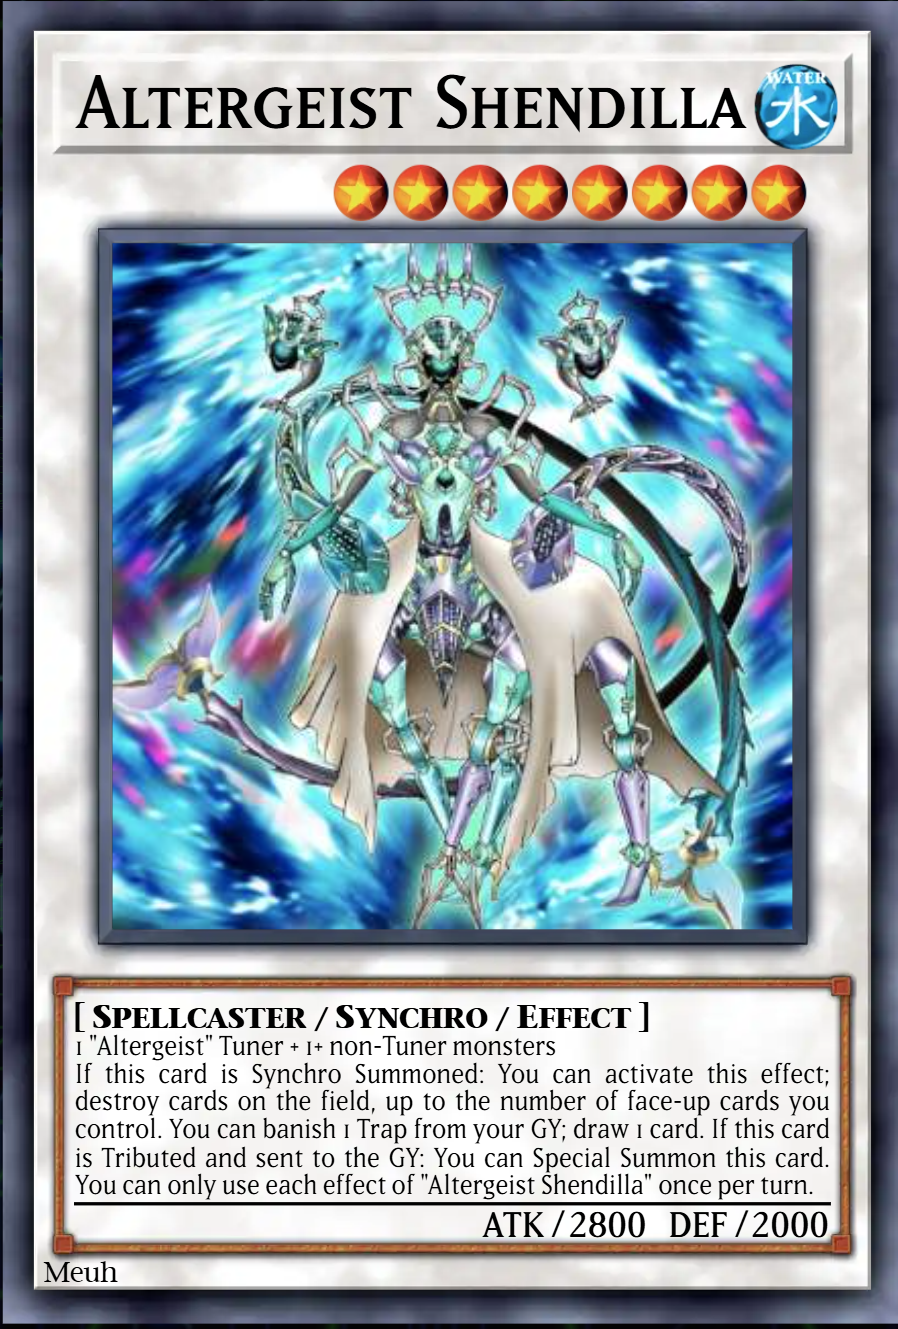 Altergeist Shendilla
WATER
水
[ Spellcaster / Synchro / Effect ]
1 "Altergeist" Tuner + 1+ non-Tuner monsters
If this card is Synchro Summoned: You can activate this effect;
destroy cards on the field, up to the number of face-up cards you
control. You can banish 1 Trap from your GY; draw 1 card. If this card
is Tributed and sent to the GY: You can Special Summon this card.
You can only use each effect of "Altergeist Shendilla" once per turn.
ATK / 2800 DEF / 2000
Meuh